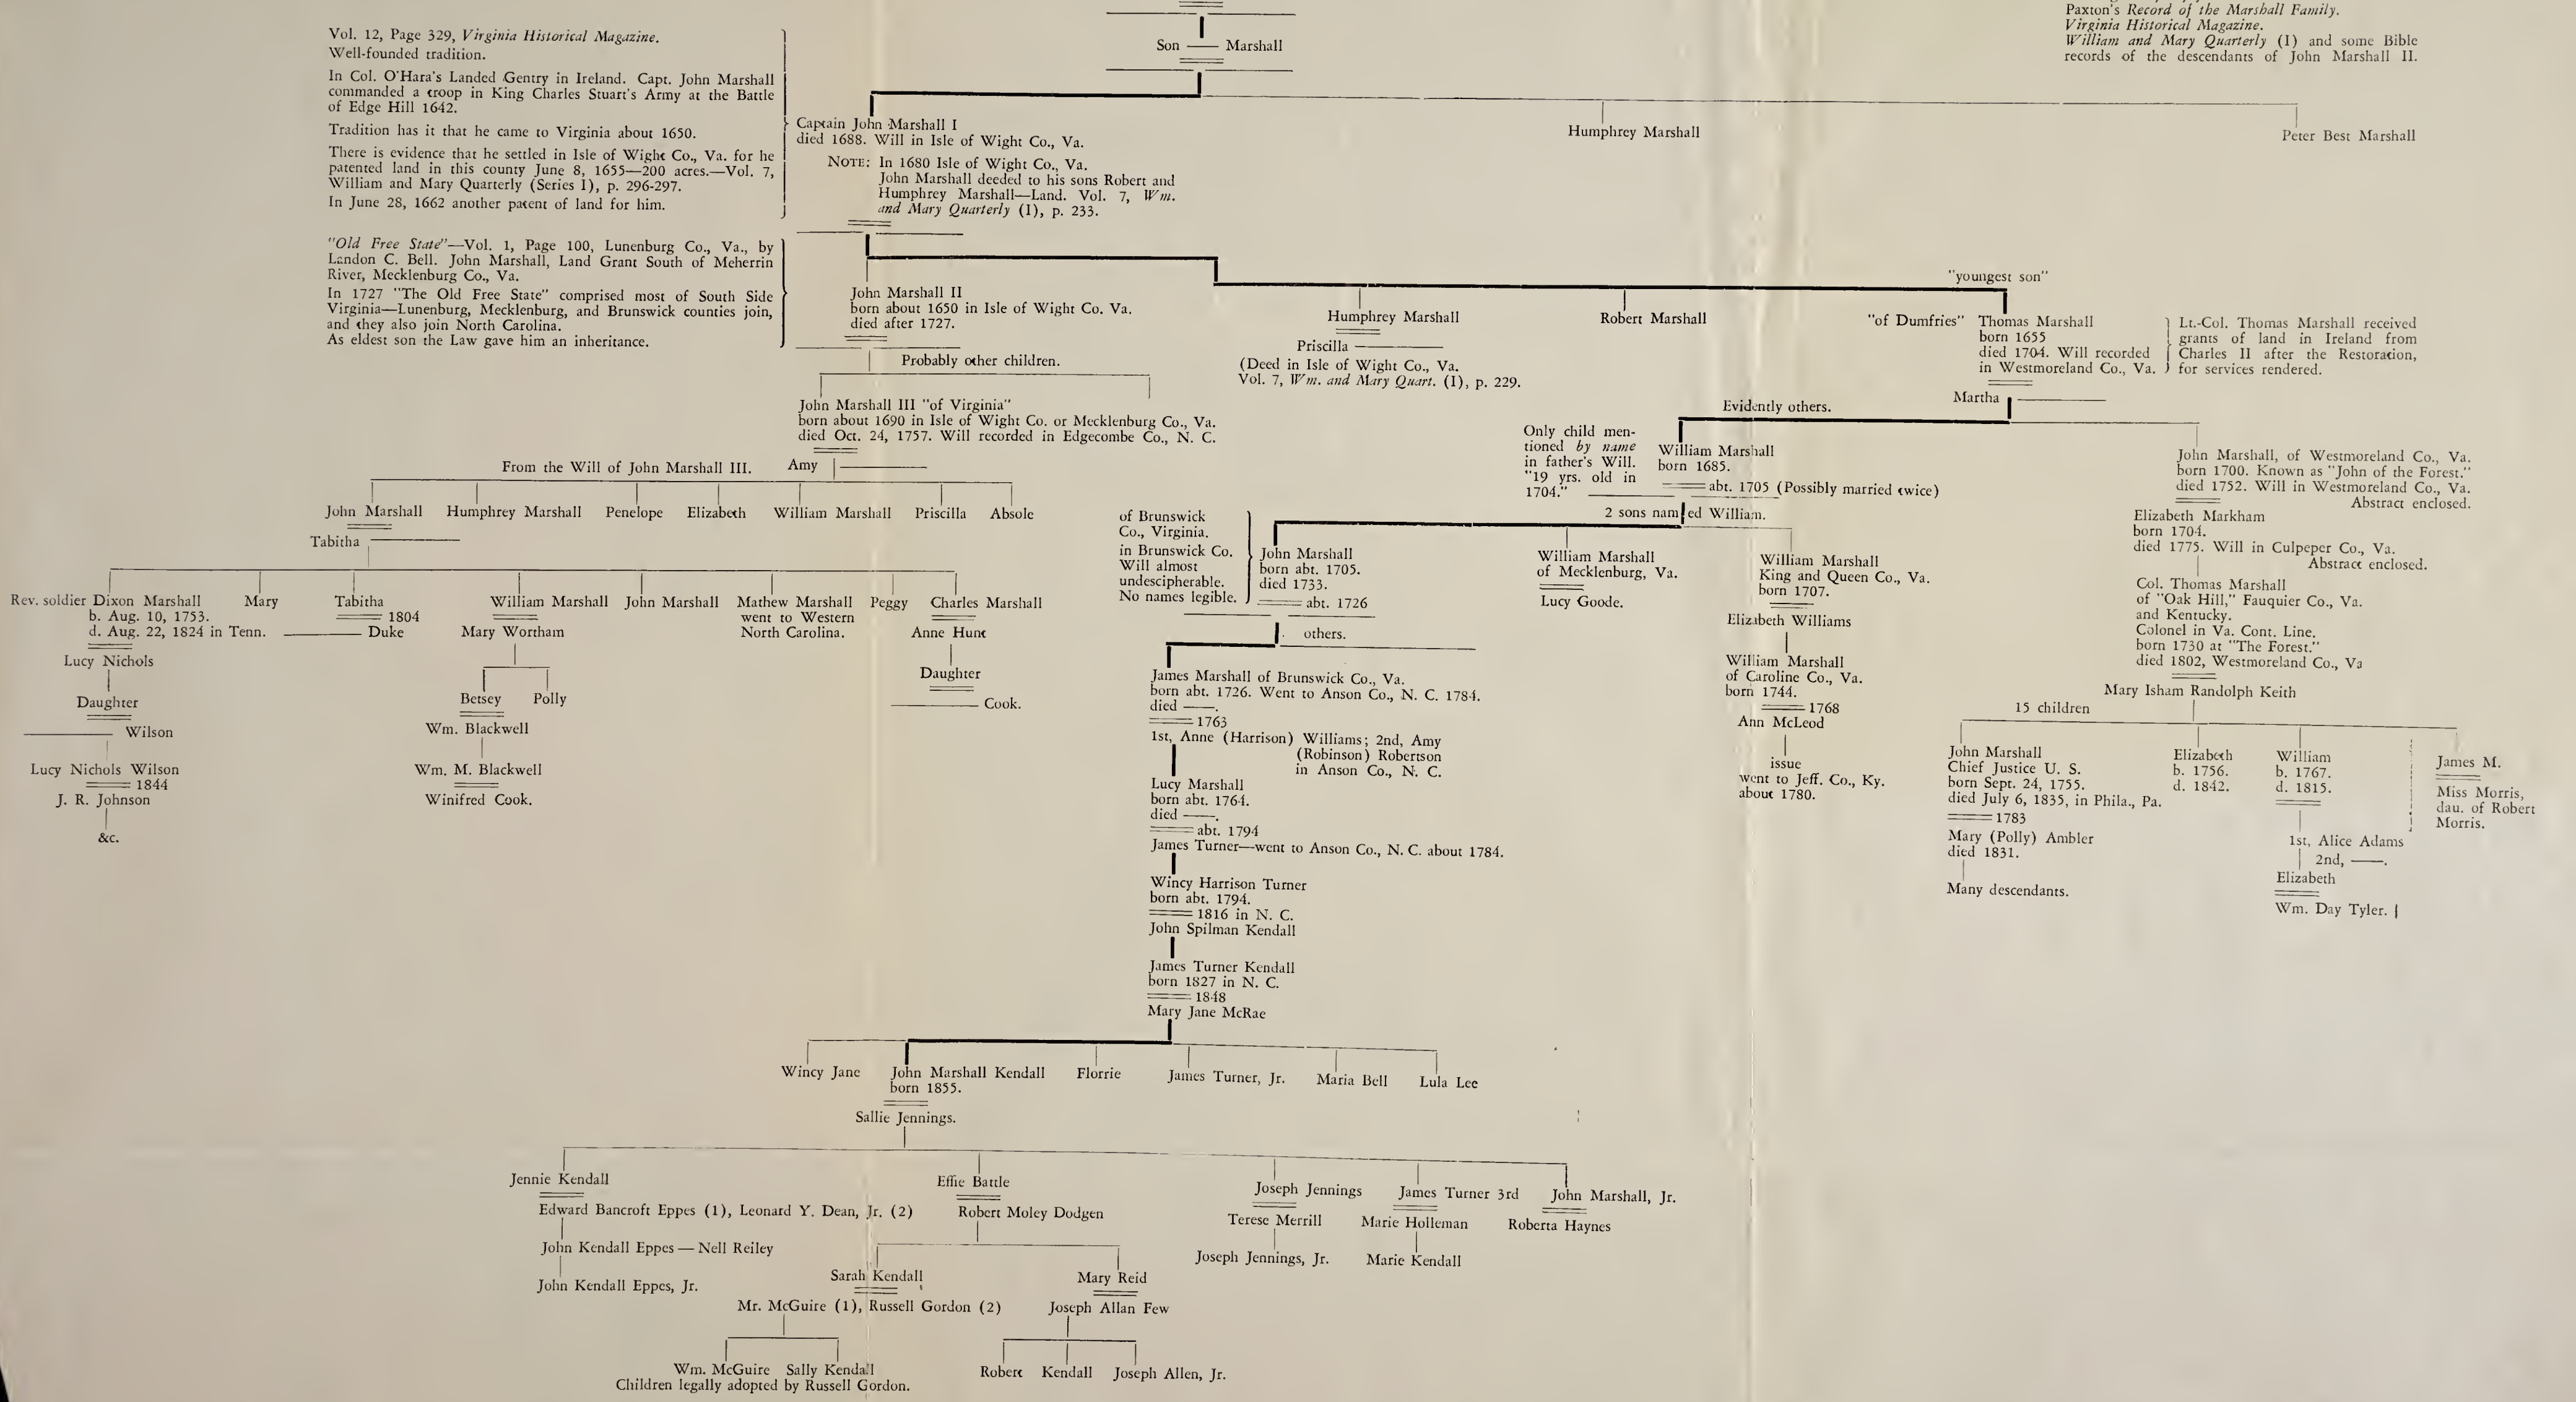 Paxton's Record of the Marshall Family.
Virginia Historical Magazine.
William and Mary Quarterly (I) and some Bible
records of the descendants of John Marshall II.
Son —— Marshall
Vol. 12, Page 329, Virginia Historical Magazine.
Well-founded tradition.
In Col. O'Hara's Landed Gentry in Ireland. Capt. John Marshall
commanded a troop in King Charles Stuart's Army at the Battle
of Edge Hill 1642.
Tradition has it that he came to Virginia about 1650.
There is evidence that he settled in Isle of Wight Co., Va. for he
patented land in this county June 8, 1655—200 acres.—Vol. 7,
William and Mary Quarterly (Series I), p. 296-297.
In June 28, 1662 another patent of land for him.
Captain John Marshall I
died 1688. Will in Isle of Wight Co., Va.
NOTE: In 1680 Isle of Wight Co., Va.
John Marshall deeded to his sons Robert and
Humphrey Marshall—Land. Vol. 7, Wm.
and Mary Quarterly (I), p. 233.
Humphrey Marshall
Peter Best Marshall
"Old Free State"—Vol. 1, Page 100, Lunenburg Co., Va., by
Landon C. Bell. John Marshall, Land Grant South of Meherrin
River, Mecklenburg Co., Va.
In 1727 "The Old Free State" comprised most of South Side
Virginia—Lunenburg, Mecklenburg, and Brunswick counties join,
and they also join North Carolina.
As eldest son the Law gave him an inheritance.
John Marshall II
born about 1650 in Isle of Wight Co. Va.
died after 1727.
Probably other children.
Humphrey Marshall
Priscilla ——
(Deed in Isle of Wight Co., Va.
Vol. 7, Wm. and Mary Quart. (I), p. 229.
Robert Marshall
"youngest son"
"of Dumfries" Thomas Marshall
born 1655
died 1704. Will recorded
in Westmoreland Co., Va.
Lt.-Col. Thomas Marshall received
grants of land in Ireland from
Charles II after the Restoration,
for services rendered.
Martha ——
Evidently others.
John Marshall III "of Virginia"
born about 1690 in Isle of Wight Co. or Mecklenburg Co., Va.
died Oct. 24, 1757. Will recorded in Edgecombe Co., N. C.
From the Will of John Marshall III. Amy ——
Only child men-
tioned by name
in father's Will.
"19 yrs. old in
1704."
William Marshall
born 1685.
abt. 1705 (Possibly married twice)
2 sons named William.
John Marshall, of Westmoreland Co., Va.
born 1700. Known as "John of the Forest."
died 1752. Will in Westmoreland Co., Va.
Abstract enclosed.
Elizabeth Markham
born 1704.
died 1775. Will in Culpeper Co., Va.
Abstract enclosed.
Col. Thomas Marshall
of "Oak Hill," Fauquier Co., Va.
and Kentucky.
Colonel in Va. Cont. Line.
born 1730 at "The Forest."
died 1802, Westmoreland Co., Va
Mary Isham Randolph Keith
15 children
John Marshall Humphrey Marshall Penelope Elizabeth William Marshall Priscilla Absole
Tabitha ——
of Brunswick
Co., Virginia.
in Brunswick Co.
Will almost
undescipherable.
No names legible.
John Marshall
born abt. 1705.
died 1733.
abt. 1726
others.
William Marshall
of Mecklenburg, Va.
Lucy Goode.
William Marshall
King and Queen Co., Va.
born 1707.
Elizabeth Williams
William Marshall
of Caroline Co., Va.
born 1744.
1768
Ann McLeod
issue
went to Jeff. Co., Ky.
about 1780.
Rev. soldier Dixon Marshall
b. Aug. 10, 1753.
d. Aug. 22, 1824 in Tenn.
Lucy Nichols
Daughter
—— Wilson
Lucy Nichols Wilson
1844
J. R. Johnson
&c.
Mary
Tabitha
1804
—— Duke
William Marshall
Mary Wortham
Betsey Polly
Wm. Blackwell
Wm. M. Blackwell
Winifred Cook.
John Marshall
Mathew Marshall
went to Western
North Carolina.
Peggy
Charles Marshall
Anne Hunt
Daughter
—— Cook.
James Marshall of Brunswick Co., Va.
born abt. 1726. Went to Anson Co., N. C. 1784.
died ——.
1763
1st, Anne (Harrison) Williams; 2nd, Amy
(Robinson) Robertson
in Anson Co., N. C.
Lucy Marshall
born abt. 1764.
died ——.
abt. 1794
James Turner—went to Anson Co., N. C. about 1784.
Wincy Harrison Turner
born abt. 1794.
1816 in N. C.
John Spilman Kendall
James Turner Kendall
born 1827 in N. C.
1848
Mary Jane McRae
John Marshall
Chief Justice U. S.
born Sept. 24, 1755.
died July 6, 1835, in Phila., Pa.
1783
Mary (Polly) Ambler
died 1831.
Many descendants.
Elizabeth
b. 1756.
d. 1842.
William
b. 1767.
d. 1815.
1st, Alice Adams
2nd, ——.
Elizabeth
Wm. Day Tyler.
James M.
Miss Morris,
dau. of Robert
Morris.
Wincy Jane
John Marshall Kendall
born 1855.
Sallie Jennings.
Florrie
James Turner, Jr.
Maria Bell
Lula Lee
Jennie Kendall
Edward Bancroft Eppes (1), Leonard Y. Dean, Jr. (2)
John Kendall Eppes — Nell Reiley
John Kendall Eppes, Jr.
Effie Battle
Robert Moley Dodgen
Sarah Kendall
Mr. McGuire (1), Russell Gordon (2)
Wm. McGuire Sally Kendall
Children legally adopted by Russell Gordon.
Mary Reid
Joseph Allan Few
Robert Kendall Joseph Allen, Jr.
Joseph Jennings
Terese Merrill
Joseph Jennings, Jr.
James Turner 3rd
Marie Holleman
Marie Kendall
John Marshall, Jr.
Roberta Haynes